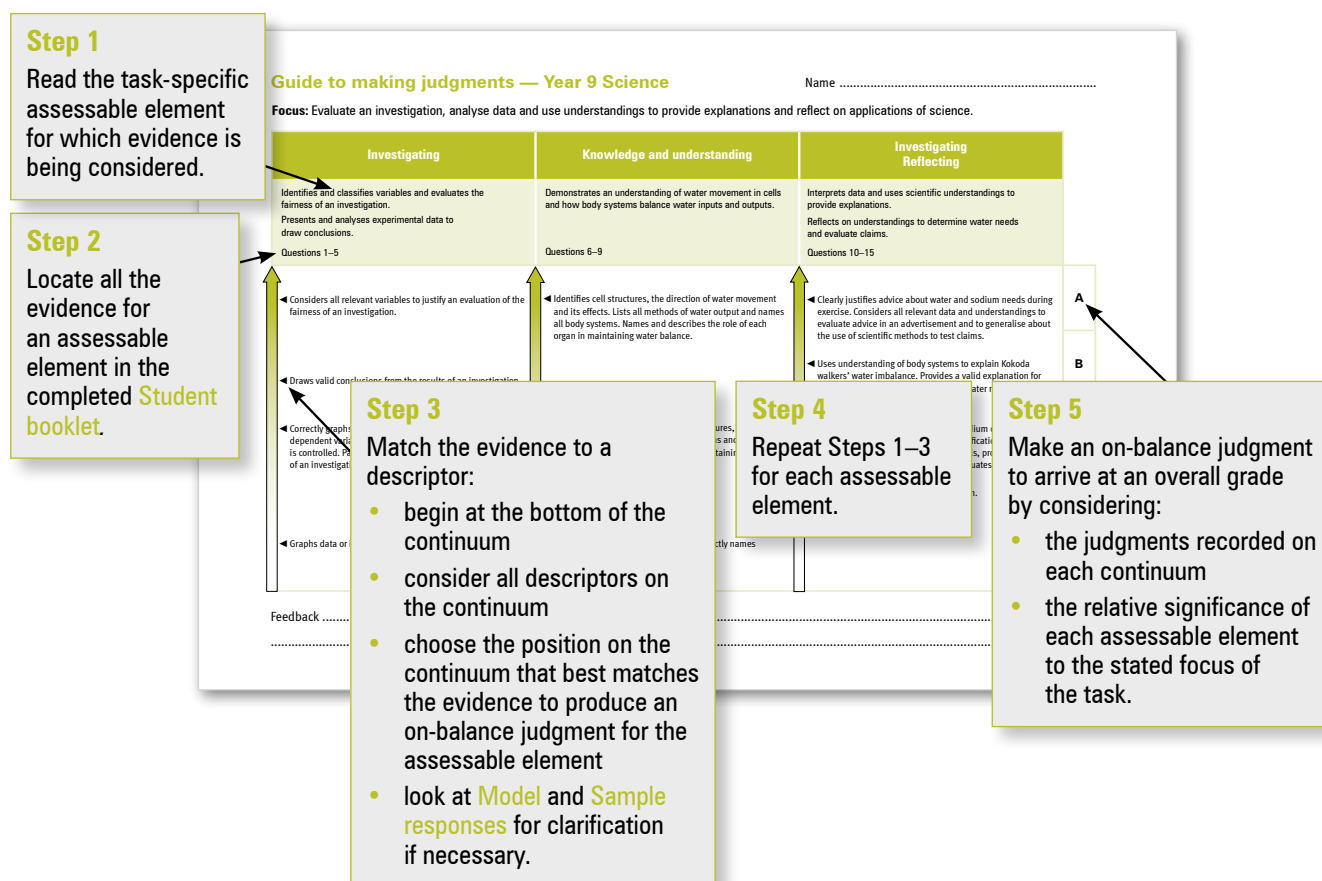 Step 1
Read the task-specific
assessable element
for which evidence is
being considered.
Step 2
Locate all the
evidence for
an assessable
element in the
completed Student
booklet.
Guide to making judgments — Year 9 Science
Name ...........................................................................
Focus: Evaluate an investigation, analyse data and use understandings to provide explanations and reflect on applications of science.
Investigating
Identifies and classifies variables and evaluates the
fairness of an investigation.
Presents and analyses experimental data to
draw conclusions.
Questions 1–5
Knowledge and understanding
Demonstrates an understanding of water movement in cells
and how body systems balance water inputs and outputs.
Questions 6–9
Investigating
Reflecting
Interprets data and uses scientific understandings to
provide explanations.
Reflects on understandings to determine water needs
and evaluate claims.
Questions 10–15
◄ Considers all relevant variables to justify an evaluation of the
fairness of an investigation.
◄ Draws valid conclusions from the results of an investigation
◄ Correctly graphs
dependent
is controlled.
of an
◄ Graphs data or
◄ Identifies cell structures, the direction of water movement
and its effects. Lists all methods of water output and names
all body systems. Names and describes the role of each
organ in maintaining water balance.
names
◄ Clearly justifies advice about water and sodium needs during
exercise. Considers all relevant data and understandings to
evaluate advice in an advertisement and to generalise about
the use of scientific methods to test claims.
◄ Uses understanding of body systems to explain Kokoda
walkers' water imbalance. Provides a valid explanation for
A
B
Feedback
Step 3
Match the evidence to a
descriptor:
• begin at the bottom of the
continuum
• consider all descriptors on
the continuum
• choose the position on the
continuum that best matches
the evidence to produce an
on-balance judgment for the
assessable element
• look at Model and Sample
responses for clarification
if necessary.
Step 4
Repeat Steps 1–3
for each assessable
element.
Step 5
Make an on-balance judgment
to arrive at an overall grade
by considering:
• the judgments recorded on
each continuum
• the relative significance of
each assessable element
to the stated focus of
the task.